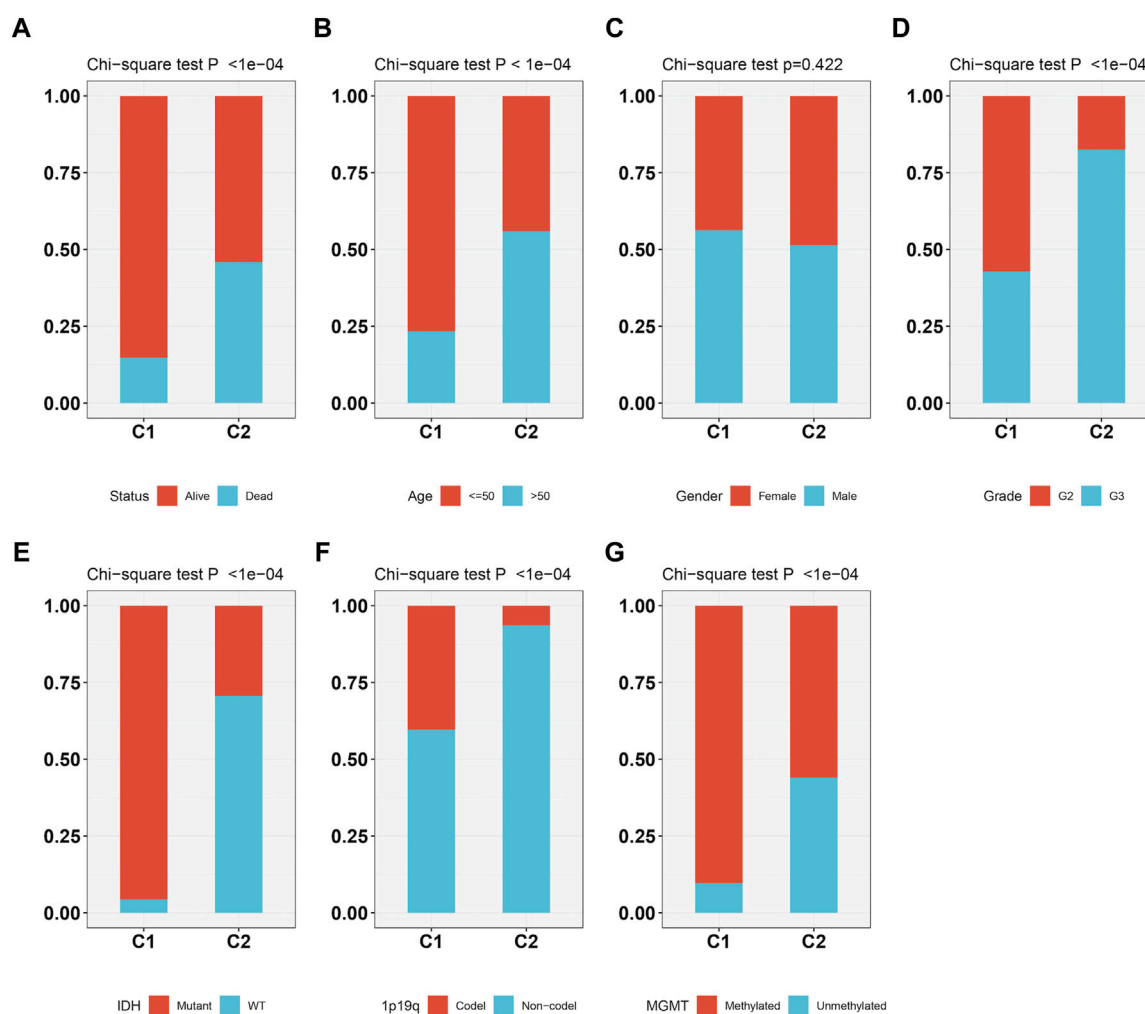 A
B
C
D
Chi−square test P <1e−04
Chi−square test P < 1e−04
Chi−square test p=0.422
Chi−square test P <1e−04
1.00
0.75
0.50
0.25
0.00
C1 C2
Status Alive Dead
1.00
0.75
0.50
0.25
0.00
C1 C2
Age <=50 >50
1.00
0.75
0.50
0.25
0.00
C1 C2
Gender Female Male
1.00
0.75
0.50
0.25
0.00
C1 C2
Grade G2 G3
E
F
G
Chi−square test P <1e−04
Chi−square test P <1e−04
Chi−square test P <1e−04
1.00
0.75
0.50
0.25
0.00
C1 C2
IDH Mutant WT
1.00
0.75
0.50
0.25
0.00
C1 C2
1p19q Codel Non−codel
1.00
0.75
0.50
0.25
0.00
C1 C2
MGMT Methylated Unmethylated